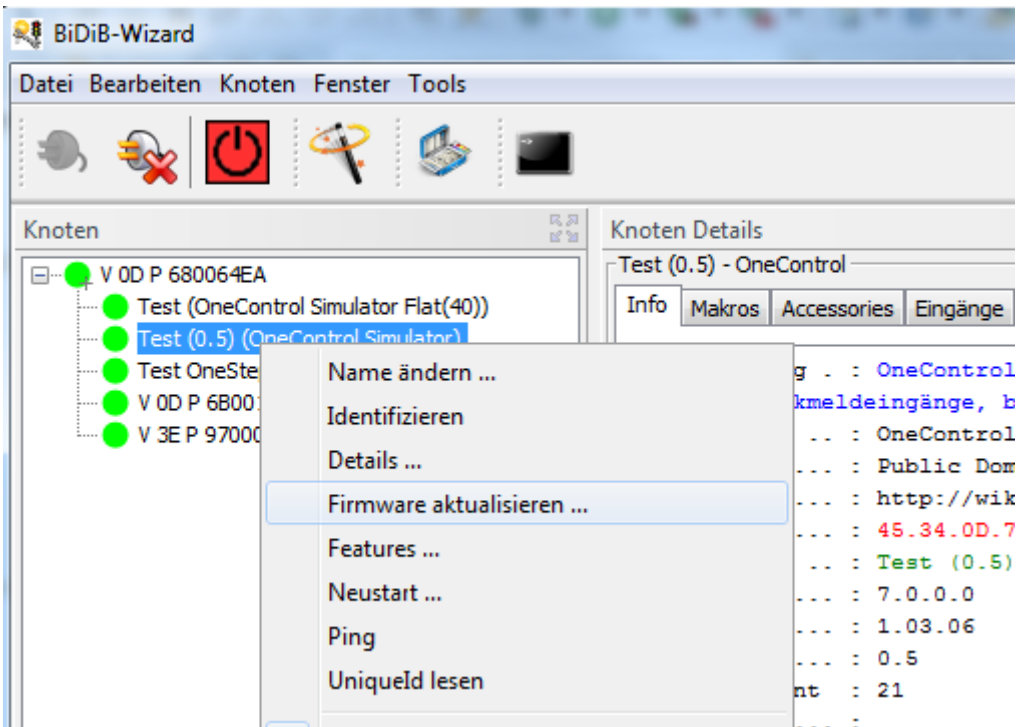 BiDiB-Wizard
Datei Bearbeiten Knoten Fenster Tools
Knoten
V 0D P 680064EA
Test (OneControl Simulator Flat(40))
Test (0.5) (OneControl Simulator)
Test OneSte
V 0D P 6B00
V 3E P 9700
Name ändern ...
Identifizieren
Details ...
Firmware aktualisieren ...
Features ...
Neustart ...
Ping
UniqueId lesen
Knoten Details
Test (0.5) - OneControl
Info Makros Accessories Eingänge
g . : OneControl
kmeldeingänge, b
.. : OneControl
... : Public Dom
... : http://wik
... : 45.34.0D.7
.. : Test (0.5)
... : 7.0.0.0
... : 1.03.06
... : 0.5
nt : 21